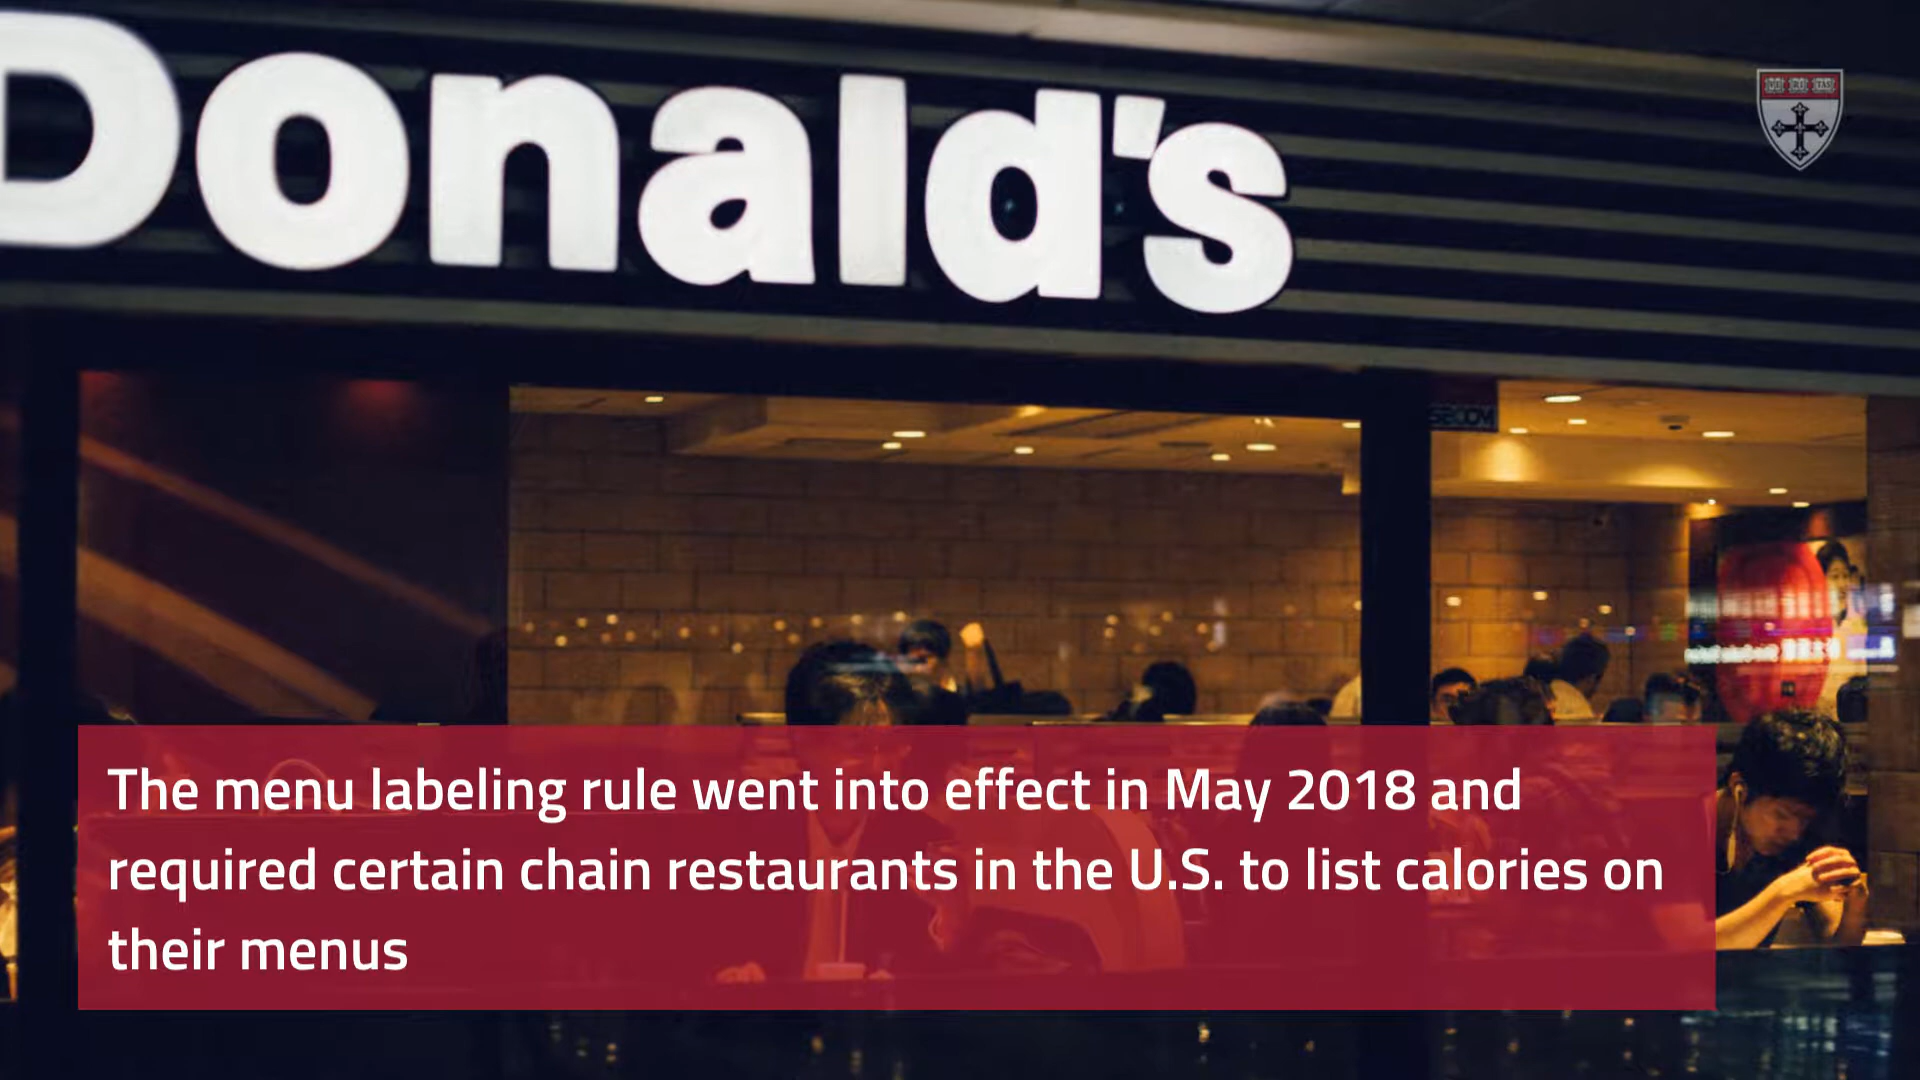 Donald's
The menu labeling rule went into effect in May 2018 and
required certain chain restaurants in the U.S. to list calories on
their menus